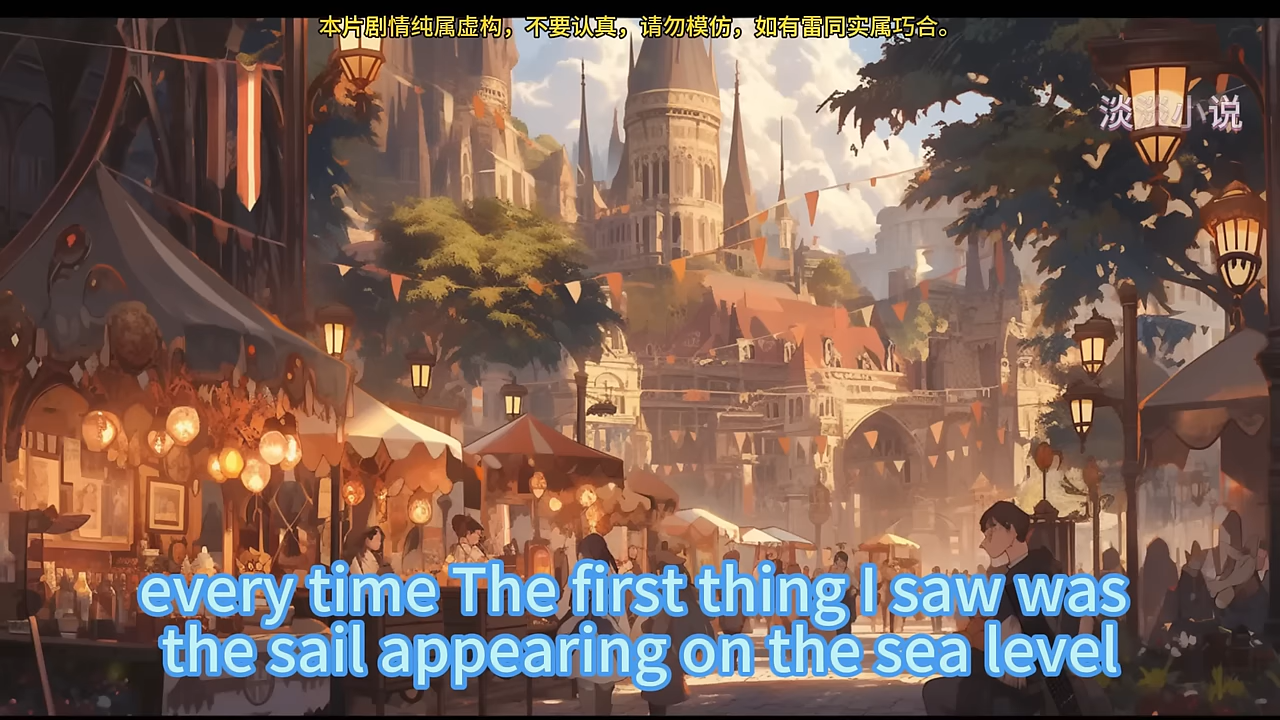 本片剧情纯属虚构，不要认真，请勿模仿，如有雷同实属巧合。
淡淡小说
every time The first thing I saw was
the sail appearing on the sea level